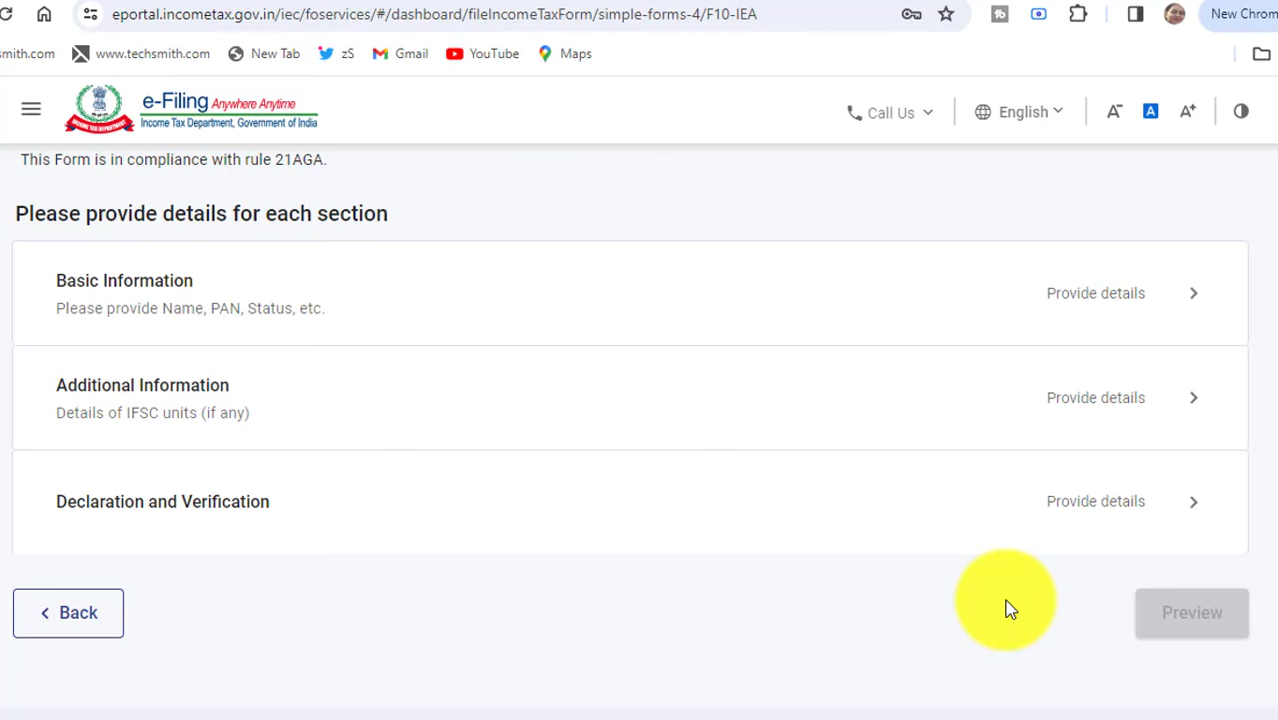 eportal.incometax.gov.in/iec/foservices/#/dashboard/fileIncomeTaxForm/simple-forms-4/F10-IEA
New Chrom
smith.com
www.techsmith.com
New Tab
zS
Gmail
YouTube
Maps
e-Filing Anywhere Anytime
Income Tax Department, Government of India
Call Us
English
A-
A
A+
This Form is in compliance with rule 21AGA.
Please provide details for each section
Basic Information
Please provide Name, PAN, Status, etc.
Provide details
Additional Information
Details of IFSC units (if any)
Provide details
Declaration and Verification
Provide details
Back
Preview